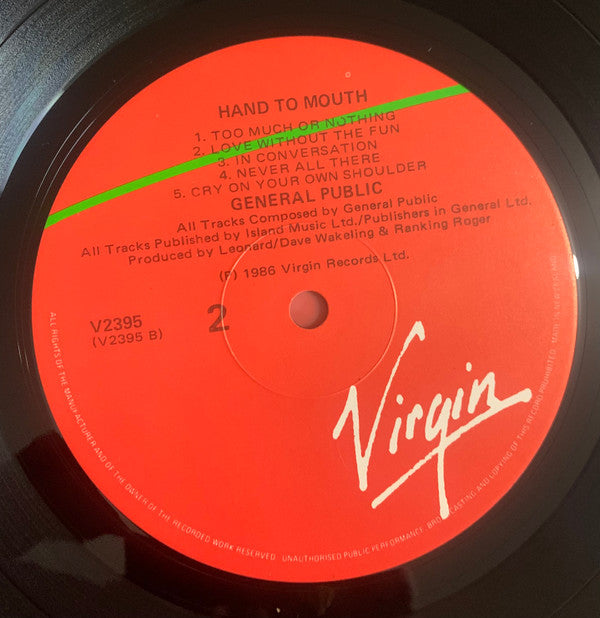 HAND TO MOUTH
1. TOO MUCH OR NOTHING
2. LOVE WITHOUT THE FUN
3. IN CONVERSATION
4. NEVER ALL THERE
5. CRY ON YOUR OWN SHOULDER
GENERAL PUBLIC
All Tracks Composed by General Public
All Tracks Published by Island Music Ltd./Publishers in General Ltd.
Produced by Leonard/Dave Wakeling & Ranking Roger
(P) 1986 Virgin Records Ltd.
V2395
(V2395 B)
2
Virgin
ALL RIGHTS OF THE MANUFACTURER AND OF THE OWNER OF THE RECORDED WORK RESERVED · UNAUTHORISED PUBLIC PERFORMANCE, BROADCASTING AND COPYING OF THIS RECORD PROHIBITED · MADE IN